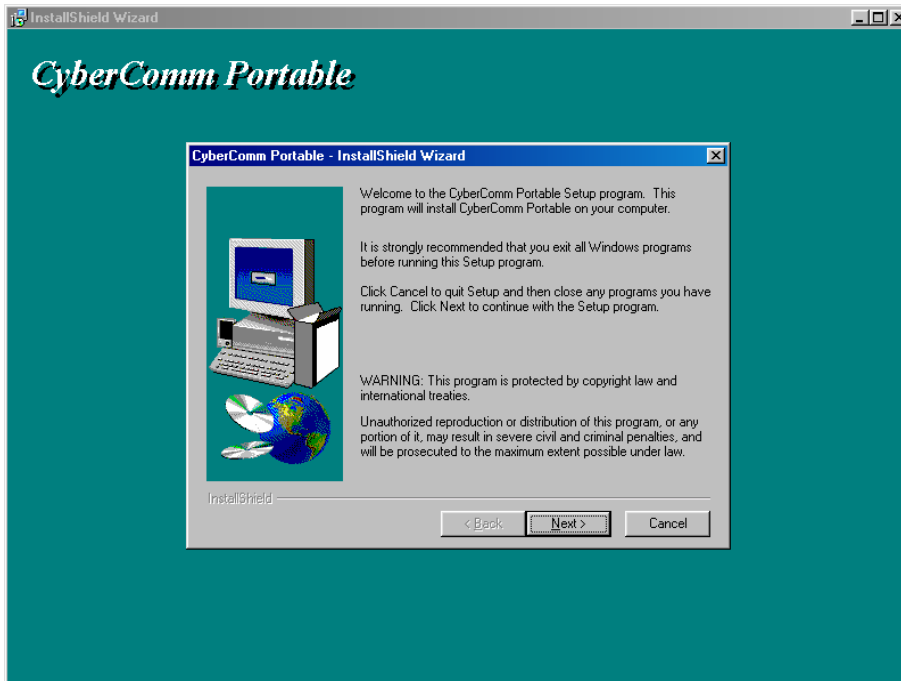 InstallShield Wizard
CyberComm Portable
CyberComm Portable - InstallShield Wizard
Welcome to the CyberComm Portable Setup program. This
program will install CyberComm Portable on your computer.
It is strongly recommended that you exit all Windows programs
before running this Setup program.
Click Cancel to quit Setup and then close any programs you have
running. Click Next to continue with the Setup program.
WARNING: This program is protected by copyright law and
international treaties.
Unauthorized reproduction or distribution of this program, or any
portion of it, may result in severe civil and criminal penalties, and
will be prosecuted to the maximum extent possible under law.
InstallShield
< Back Next > Cancel